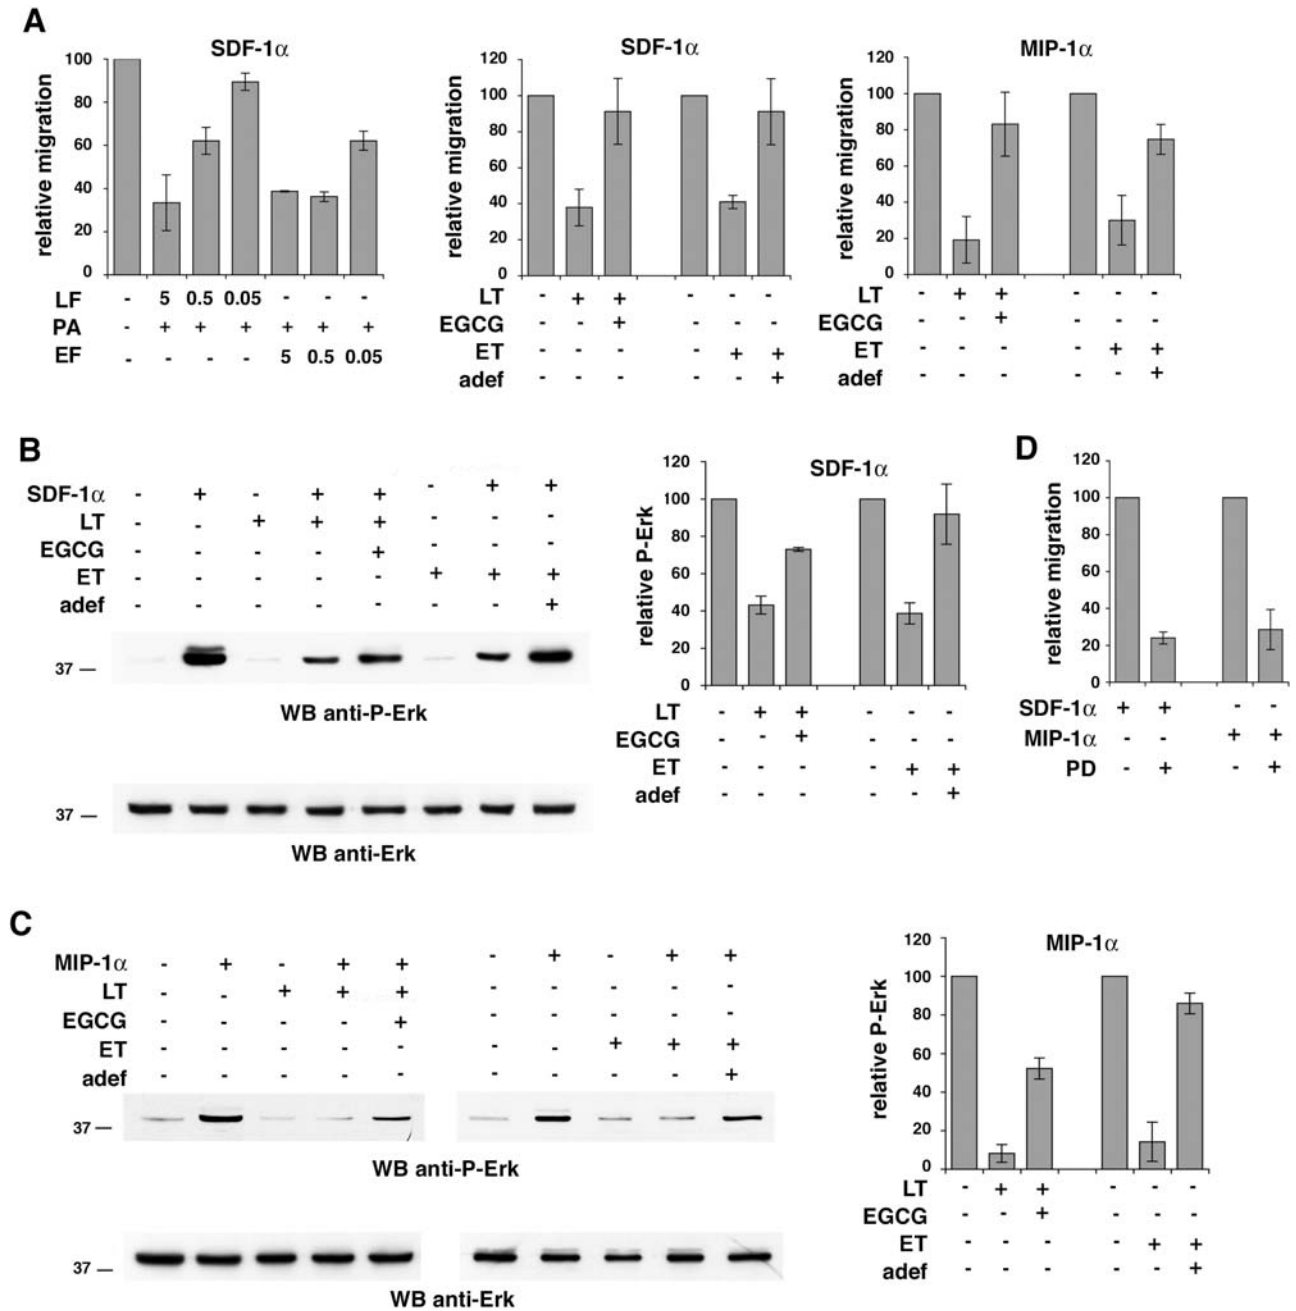 A
SDF-1α
relative migration
100
80
60
40
20
0
LF - 5 0.5 0.05 - - -
PA - + + + + + +
EF - - - - 5 0.5 0.05
SDF-1α
relative migration
120
100
80
60
40
20
0
LT - + + - - -
EGCG - - + - - -
ET - - - - + +
adef - - - - - +
MIP-1α
relative migration
120
100
80
60
40
20
0
LT - + + - - -
EGCG - - + - - -
ET - - - - + +
adef - - - - - +
B
SDF-1α - + - + + - + +
LT - - + + + - - -
EGCG - - - - + - - -
ET - - - - - + + +
adef - - - - - - - +
37
WB anti-P-Erk
37
WB anti-Erk
SDF-1α
relative P-Erk
120
100
80
60
40
20
0
LT - + + - - -
EGCG - - + - - -
ET - - - - + +
adef - - - - - +
D
relative migration
120
100
80
60
40
20
0
SDF-1α + + - -
MIP-1α - - + +
PD - + - +
C
MIP-1α - + - + + - + - + +
LT - - + + + - - - - -
EGCG - - - - + - - - - -
ET - - - - - - - + + +
adef - - - - - - - - - +
37
WB anti-P-Erk
37
WB anti-Erk
MIP-1α
relative P-Erk
120
100
80
60
40
20
0
LT - + + - - -
EGCG - - + - - -
ET - - - - + +
adef - - - - - +